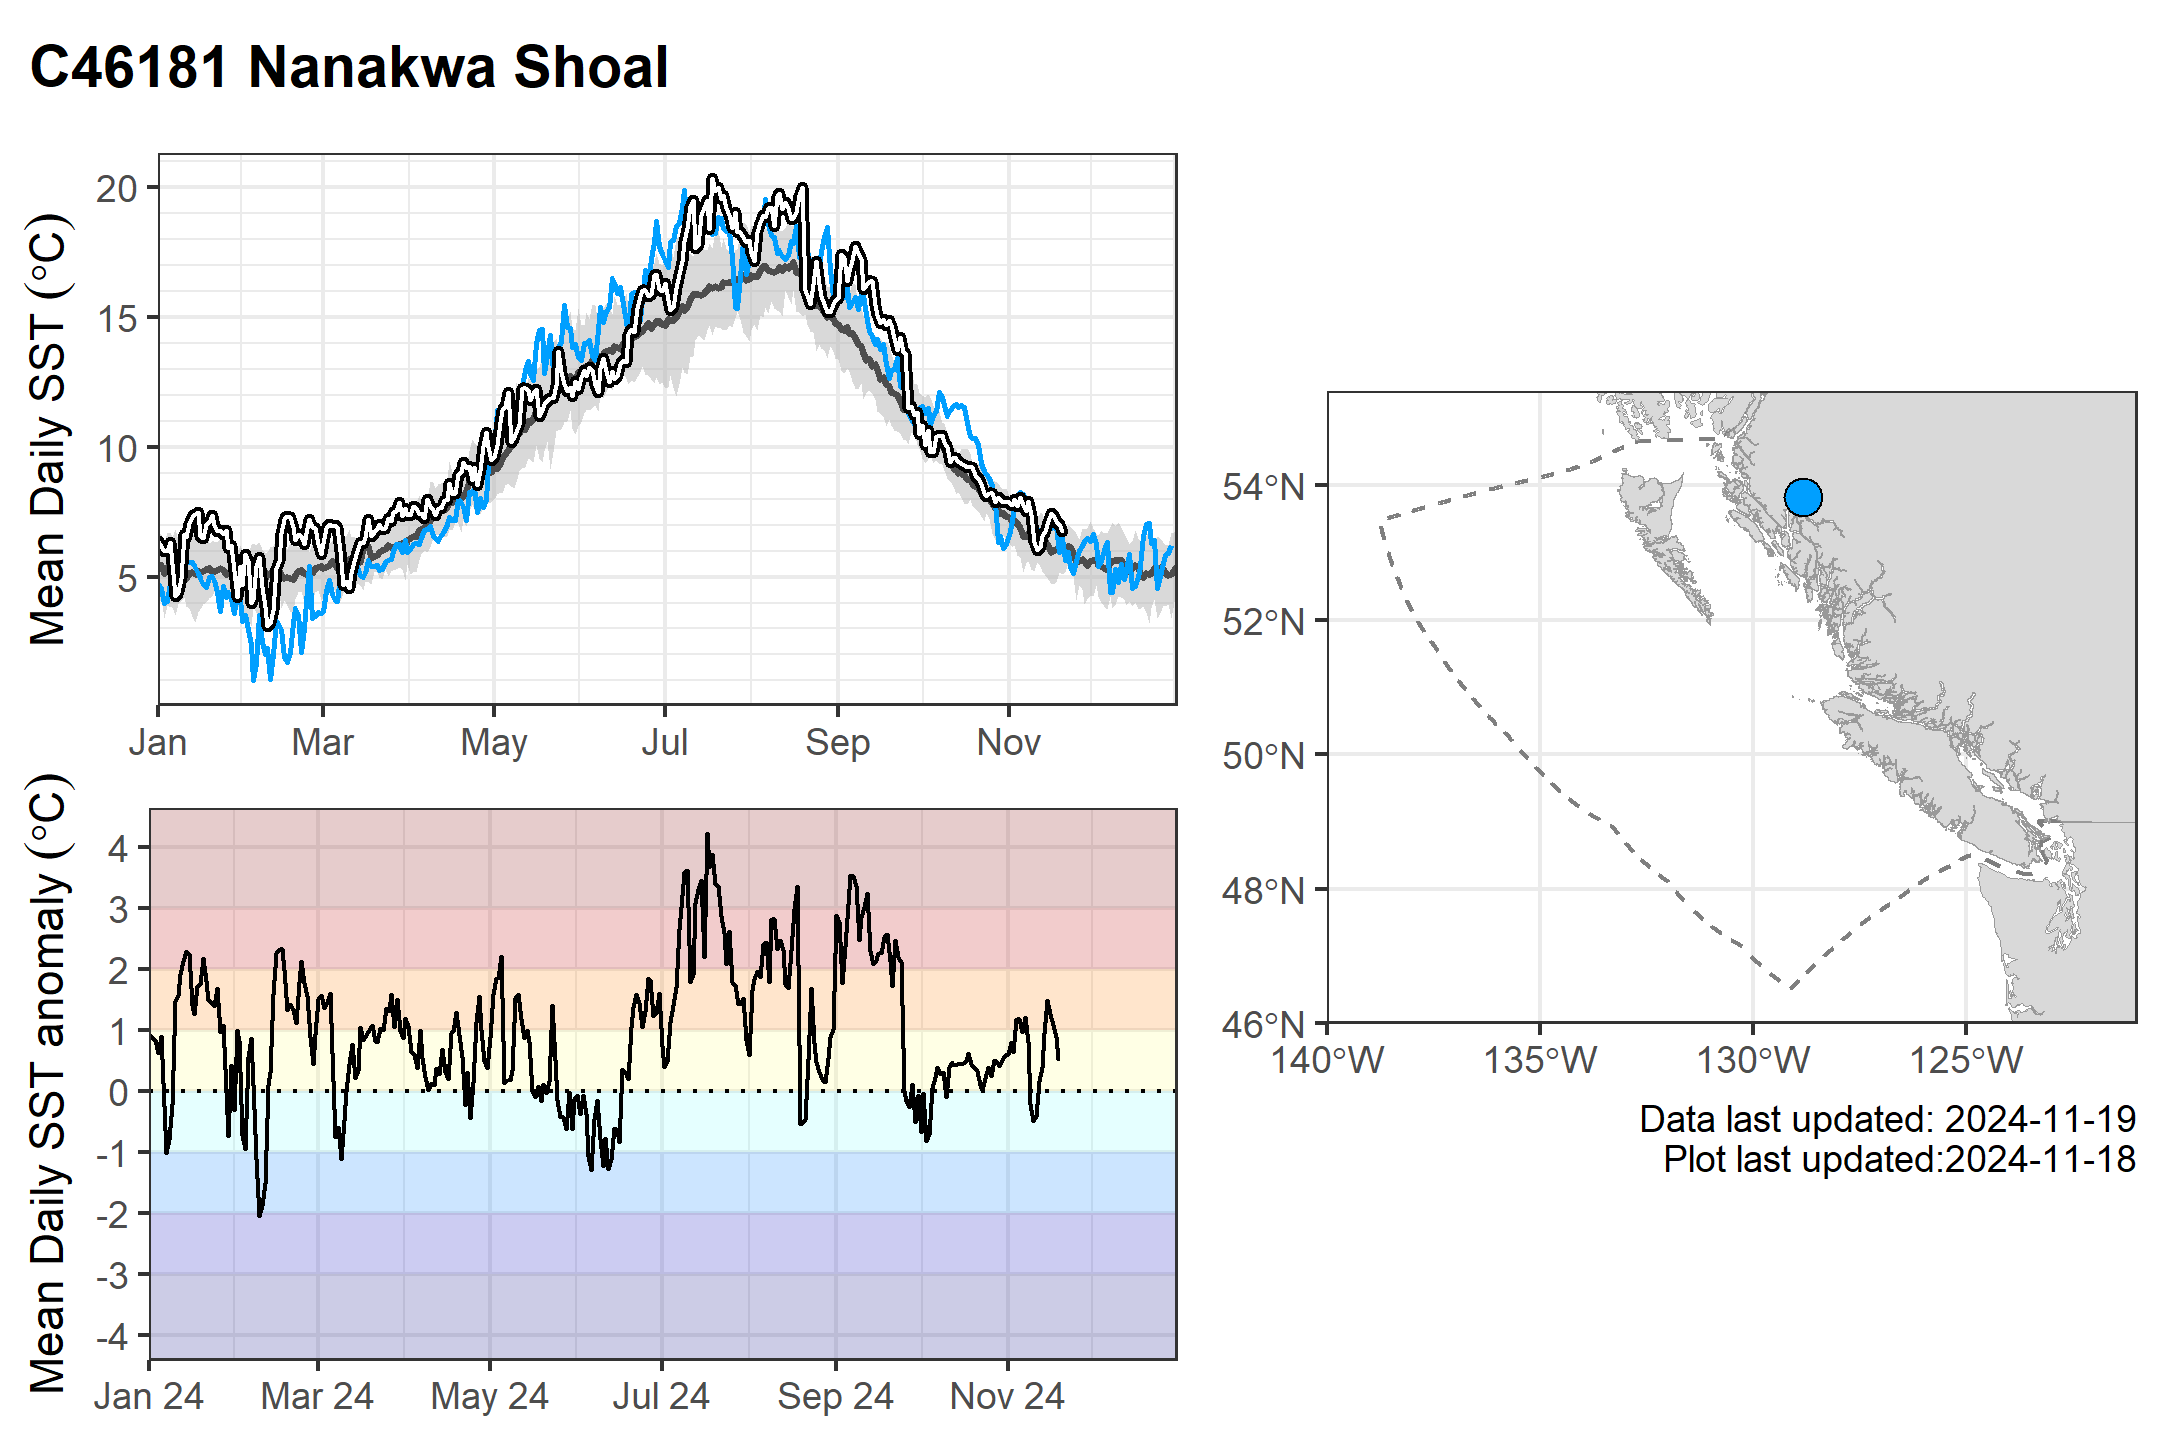 C46181 Nanakwa Shoal
Mean Daily SST (°C)
20
15
10
5
Jan Mar May Jul Sep Nov
Mean Daily SST anomaly (°C)
4
3
2
1
0
-1
-2
-3
-4
Jan 24 Mar 24 May 24 Jul 24 Sep 24 Nov 24
54°N
52°N
50°N
48°N
46°N
140°W 135°W 130°W 125°W
Data last updated: 2024-11-19
Plot last updated:2024-11-18